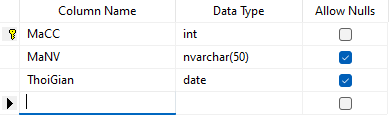 Column Name Data Type Allow Nulls
MaCC int
MaNV nvarchar(50)
ThoiGian date